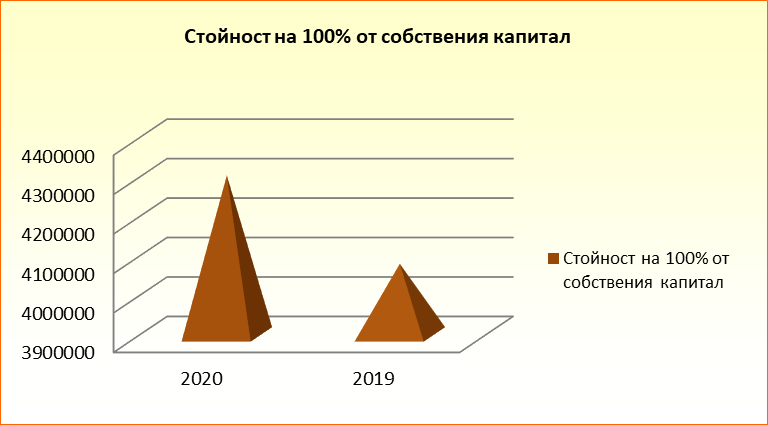 Стойност на 100% от собствения капитал
4400000
4300000
4200000
4100000
4000000
3900000
2020
2019
Стойност на 100% от
собствения капитал